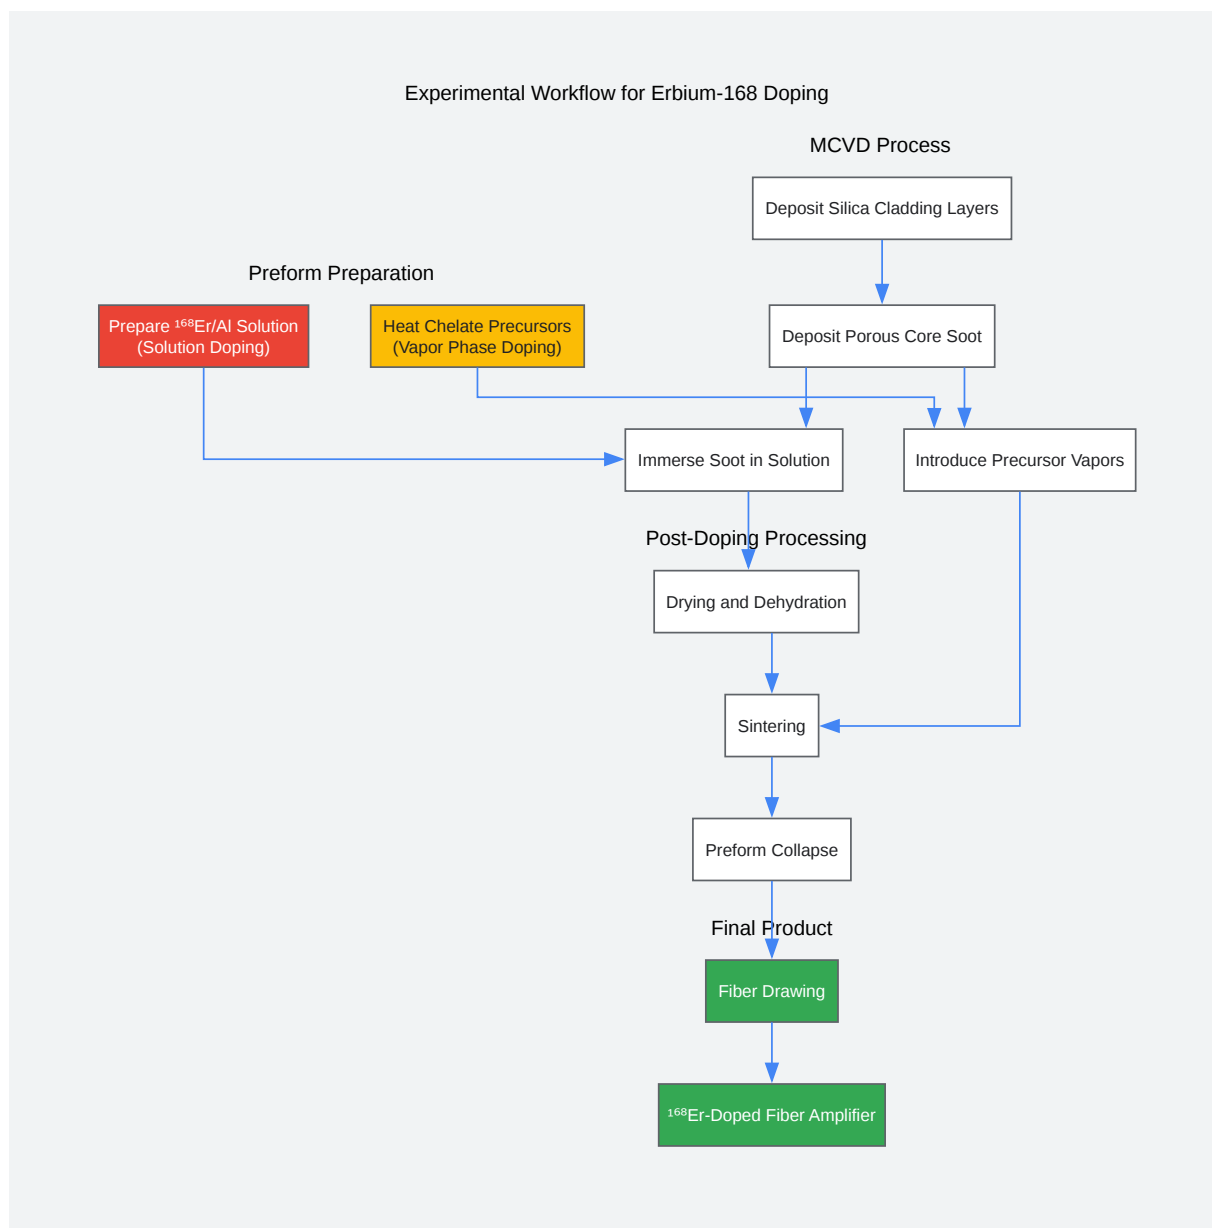 Experimental Workflow for Erbium-168 Doping
MCVD Process
Deposit Silica Cladding Layers
Preform Preparation
Prepare ¹⁶⁸Er/Al Solution
(Solution Doping)
Heat Chelate Precursors
(Vapor Phase Doping)
Deposit Porous Core Soot
Immerse Soot in Solution
Introduce Precursor Vapors
Post-Doping Processing
Drying and Dehydration
Sintering
Preform Collapse
Final Product
Fiber Drawing
¹⁶⁸Er-Doped Fiber Amplifier